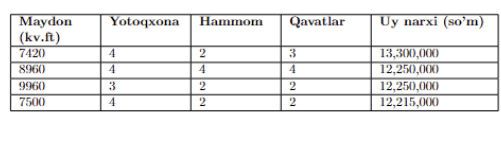 Maydon (kv.ft) Yotoqxona Hammom Qavatlar Uy narxi (so'm)
7420 4 2 3 13,300,000
8960 4 4 4 12,250,000
9960 3 2 2 12,250,000
7500 4 2 2 12,215,000